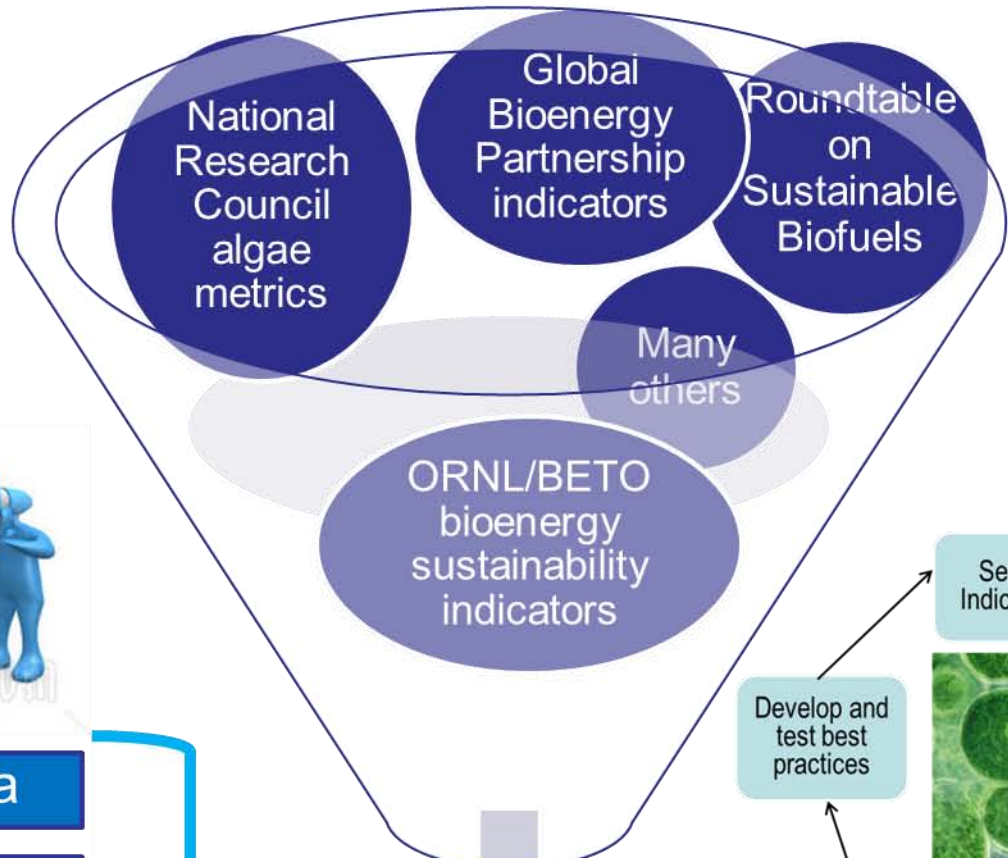 National
Research
Council
algae
metrics
Global
Bioenergy
Partnership
indicators
Roundtable
on
Sustainable
Biofuels
Many
others
ORNL/BETO
bioenergy
sustainability
indicators
Develop and
test best
practices